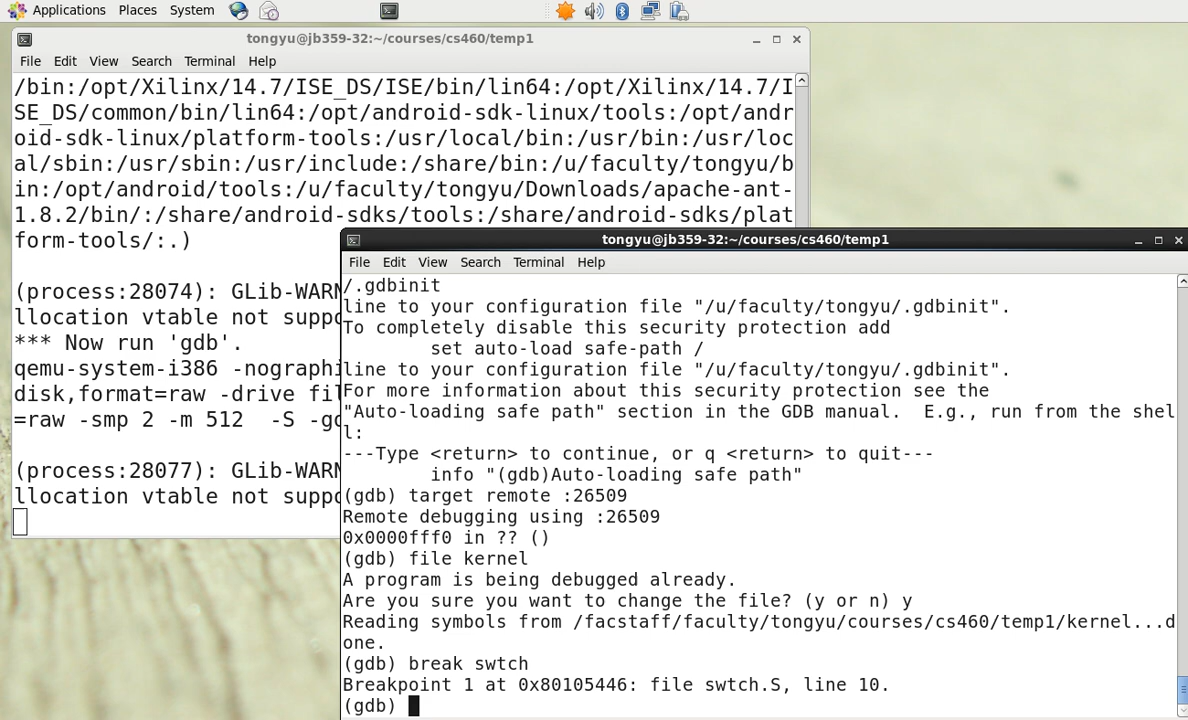 Applications Places System
tongyu@jb359-32:~/courses/cs460/temp1
File Edit View Search Terminal Help
/bin:/opt/Xilinx/14.7/ISE_DS/ISE/bin/lin64:/opt/Xilinx/14.7/I
SE_DS/common/bin/lin64:/opt/android-sdk-linux/tools:/opt/andr
oid-sdk-linux/platform-tools:/usr/local/bin:/usr/bin:/usr/loc
al/sbin:/usr/sbin:/usr/include:/share/bin:/u/faculty/tongyu/b
in:/opt/android/tools:/u/faculty/tongyu/Downloads/apache-ant-
1.8.2/bin/:/share/android-sdks/tools:/share/android-sdks/plat
form-tools/:.)
(process:28074): GLib-WARN
llocation vtable not suppo
*** Now run 'gdb'.
qemu-system-i386 -nographi
disk,format=raw -drive fil
=raw -smp 2 -m 512  -S -gd
(process:28077): GLib-WARN
llocation vtable not suppo
tongyu@jb359-32:~/courses/cs460/temp1
File Edit View Search Terminal Help
/.gdbinit
line to your configuration file "/u/faculty/tongyu/.gdbinit".
To completely disable this security protection add
        set auto-load safe-path /
line to your configuration file "/u/faculty/tongyu/.gdbinit".
For more information about this security protection see the
"Auto-loading safe path" section in the GDB manual.  E.g., run from the shel
l:
---Type <return> to continue, or q <return> to quit---
        info "(gdb)Auto-loading safe path"
(gdb) target remote :26509
Remote debugging using :26509
0x0000fff0 in ?? ()
(gdb) file kernel
A program is being debugged already.
Are you sure you want to change the file? (y or n) y
Reading symbols from /facstaff/faculty/tongyu/courses/cs460/temp1/kernel...d
one.
(gdb) break swtch
Breakpoint 1 at 0x80105446: file swtch.S, line 10.
(gdb)